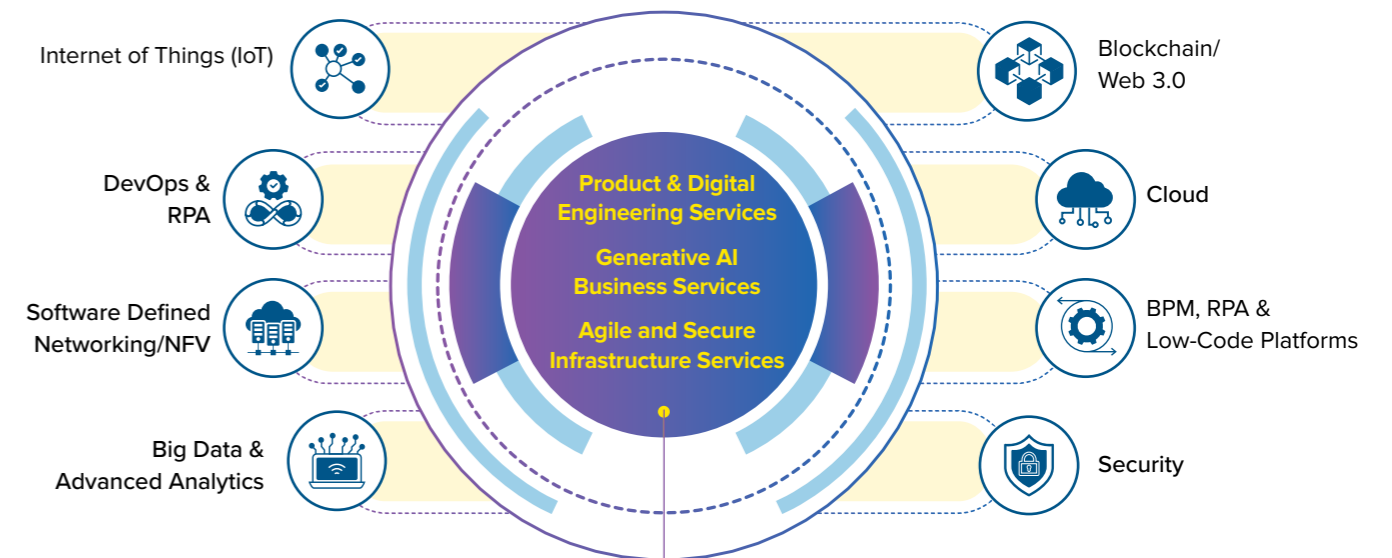 Internet of Things (IoT)
DevOps &
RPA
Software Defined
Networking/NFV
Big Data &
Advanced Analytics
Product & Digital
Engineering Services
Generative AI
Business Services
Agile and Secure
Infrastructure Services
Blockchain/
Web 3.0
Cloud
BPM, RPA &
Low-Code Platforms
Security